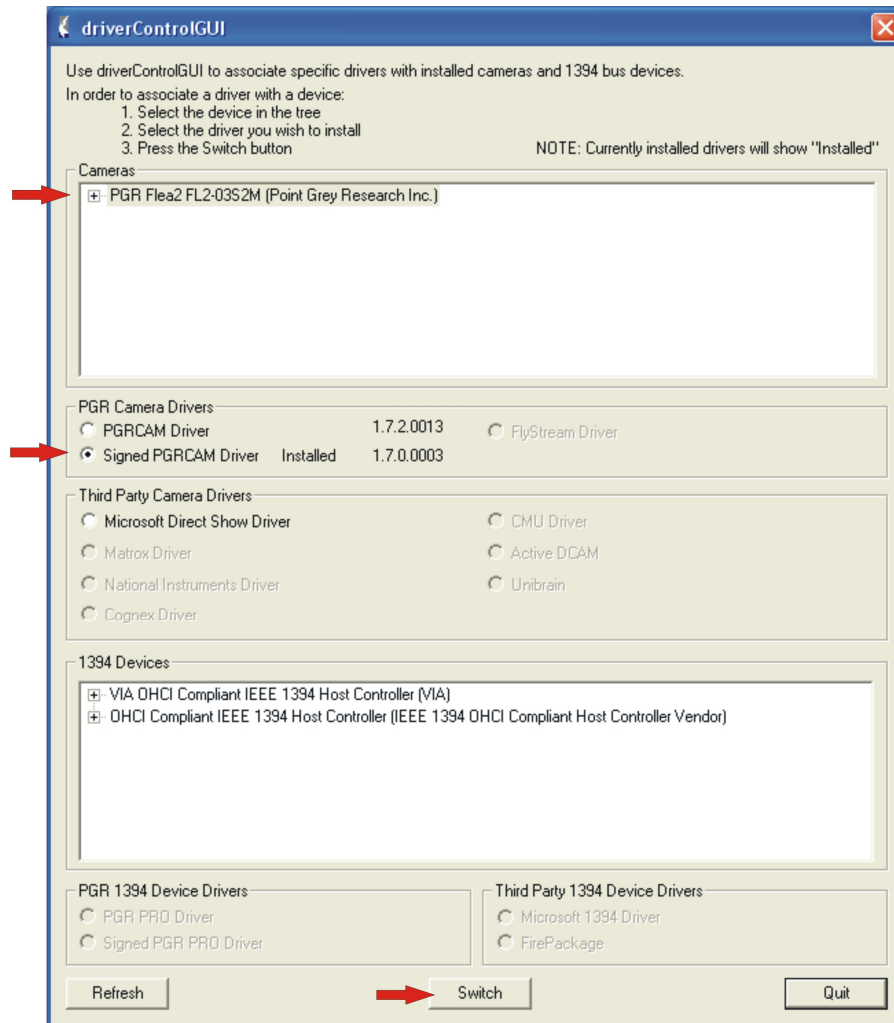 driverControlGUI
Use driverControlGUI to associate specific drivers with installed cameras and 1394 bus devices.
In order to associate a driver with a device:
1. Select the device in the tree
2. Select the driver you wish to install
3. Press the Switch button
NOTE: Currently installed drivers will show "Installed"
Cameras
PGR Flea2 FL2-03S2M (Point Grey Research Inc.)
PGR Camera Drivers
PGRCAM Driver 1.7.2.0013 FlyStream Driver
Signed PGRCAM Driver Installed 1.7.0.0003
Third Party Camera Drivers
Microsoft Direct Show Driver CMU Driver
Matrox Driver Active DCAM
National Instruments Driver Unibrain
Cognex Driver
1394 Devices
VIA OHCI Compliant IEEE 1394 Host Controller (VIA)
OHCI Compliant IEEE 1394 Host Controller (IEEE 1394 OHCI Compliant Host Controller Vendor)
PGR 1394 Device Drivers
PGR PRO Driver
Signed PGR PRO Driver
Third Party 1394 Device Drivers
Microsoft 1394 Driver
FirePackage
Refresh Switch Quit